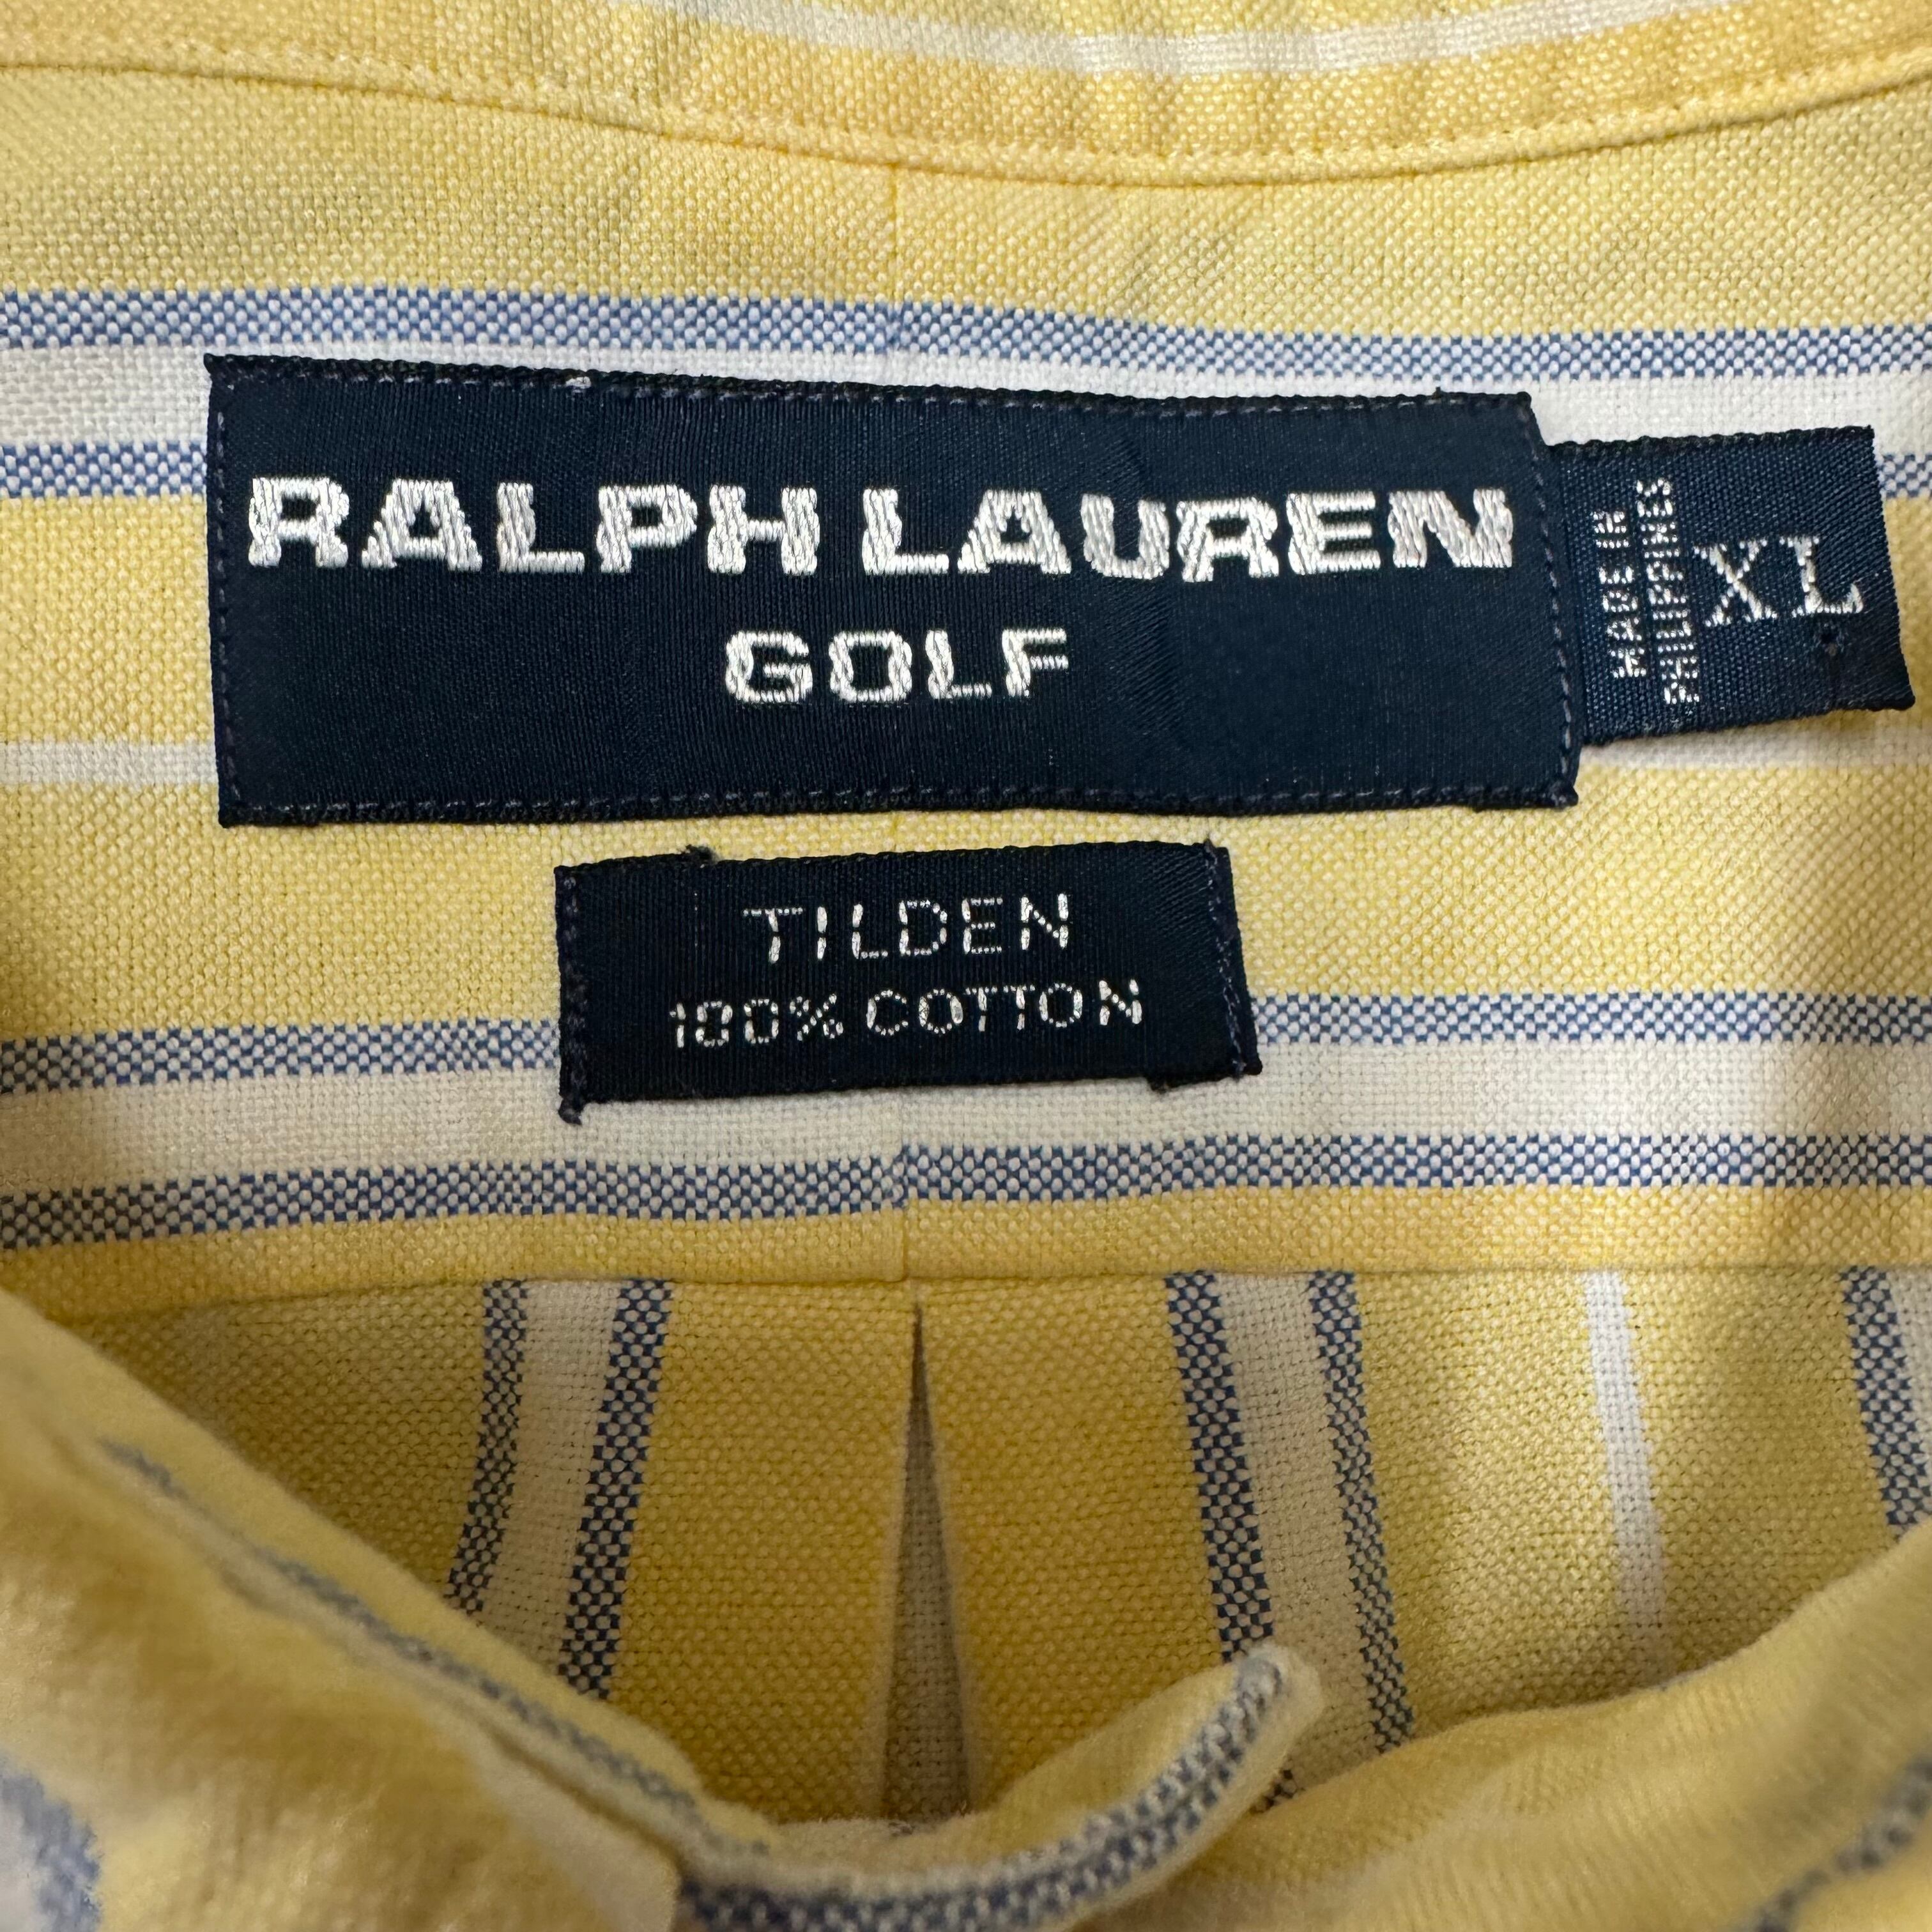 RALPH LAUREN
GOLF
MADE IN
PHILIPPINES
XL
TILDEN
100% COTTON